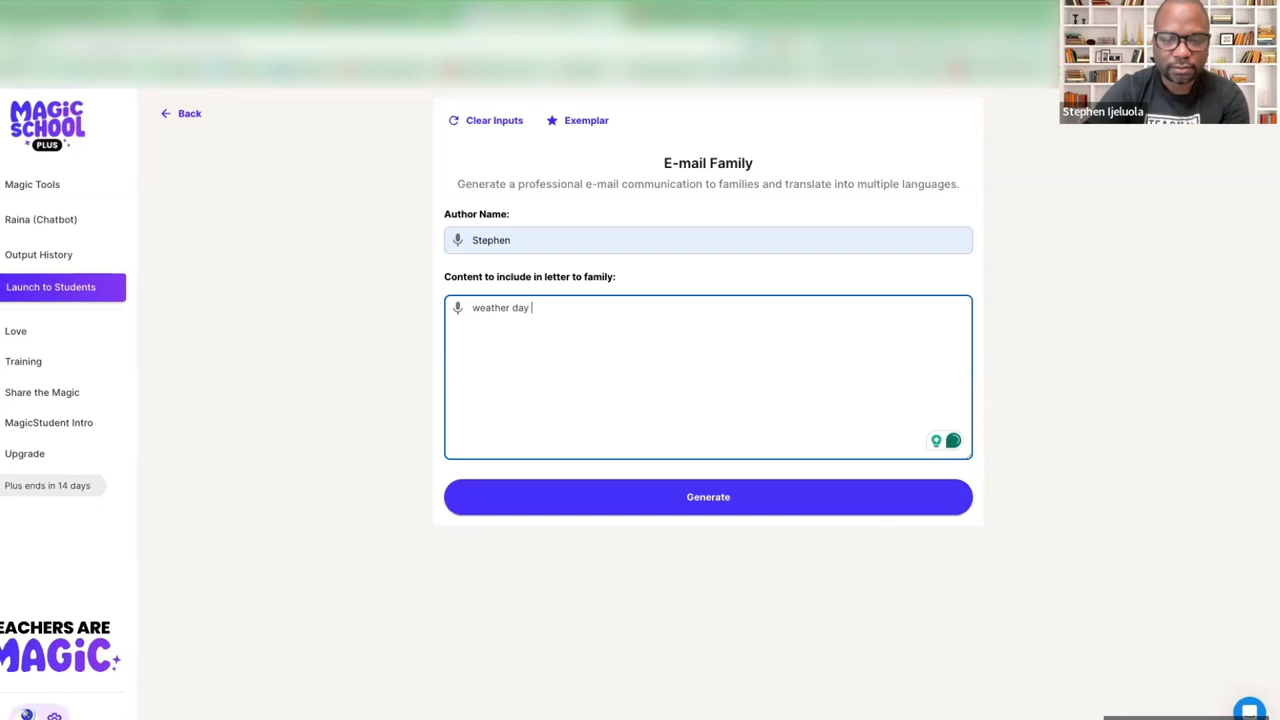 Stephen Ijeluola
MAGIC
SCHOOL
PLUS
Magic Tools
Raina (Chatbot)
Output History
Launch to Students
Love
Training
Share the Magic
MagicStudent Intro
Upgrade
Plus ends in 14 days
EACHERS ARE
MAGIC
Back
Clear Inputs
Exemplar
E-mail Family
Generate a professional e-mail communication to families and translate into multiple languages.
Author Name:
Stephen
Content to include in letter to family:
weather day
Generate